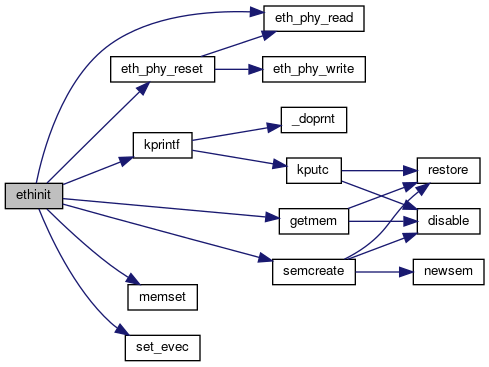 eth_phy_read
eth_phy_reset
eth_phy_write
_doprnt
kprintf
kputc
restore
ethinit
getmem
disable
semcreate
newsem
memset
set_evec